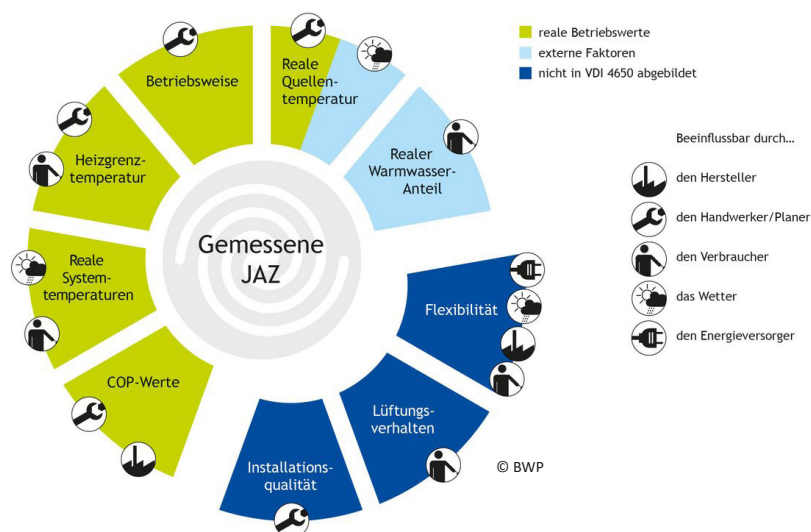 reale Betriebswerte
externe Faktoren
nicht in VDI 4650 abgebildet
Betriebsweise
Reale
Quellen-
temperatur
Realer
Warmwasser-
Anteil
Heizgrenz-
temperatur
Reale
System-
temperaturen
COP-Werte
Gemessene
JAZ
Flexibilität
Lüftungs-
verhalten
Installations-
qualität
© BWP
Beeinflussbar durch...
den Hersteller
den Handwerker/Planer
den Verbraucher
das Wetter
den Energieversorger